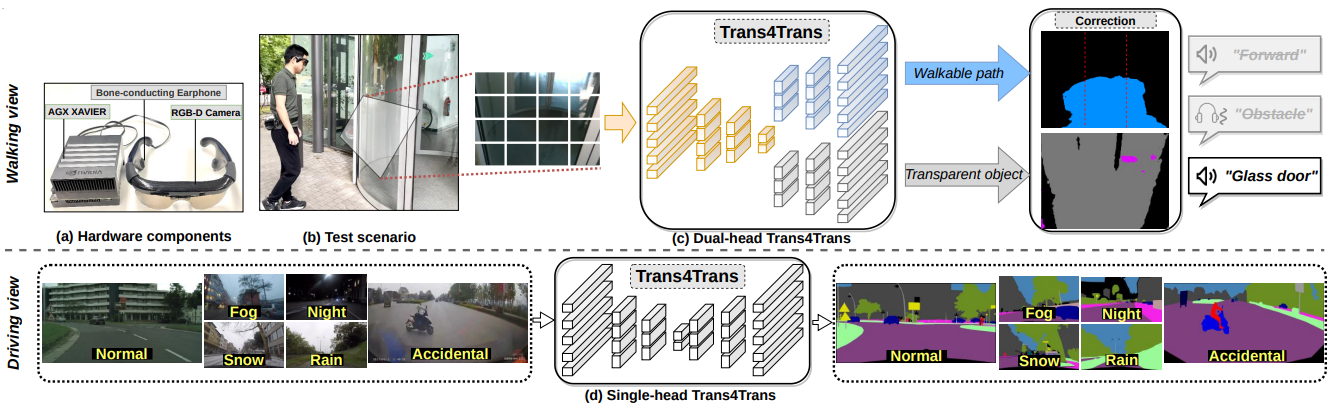 Walking view
Bone-conducting Earphone
AGX XAVIER
RGB-D Camera
(a) Hardware components
(b) Test scenario
Trans4Trans
(c) Dual-head Trans4Trans
Walkable path
Transparent object
Correction
"Forward"
"Obstacle"
"Glass door"
Driving view
Normal
Fog
Night
Snow
Rain
Accidental
Trans4Trans
(d) Single-head Trans4Trans
Normal
Fog
Night
Snow
Rain
Accidental